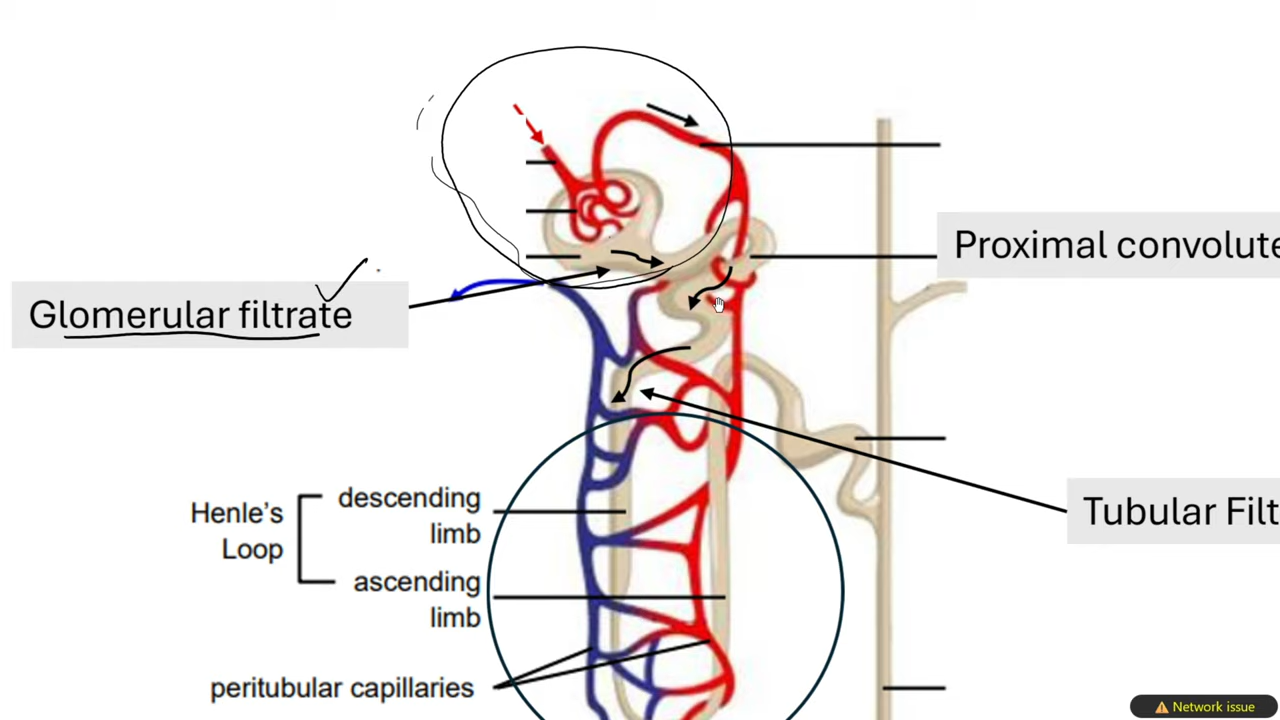 Proximal convolute
Glomerular filtrate
Henle's
Loop
descending
limb
ascending
limb
Tubular Filt
peritubular capillaries
Network issue